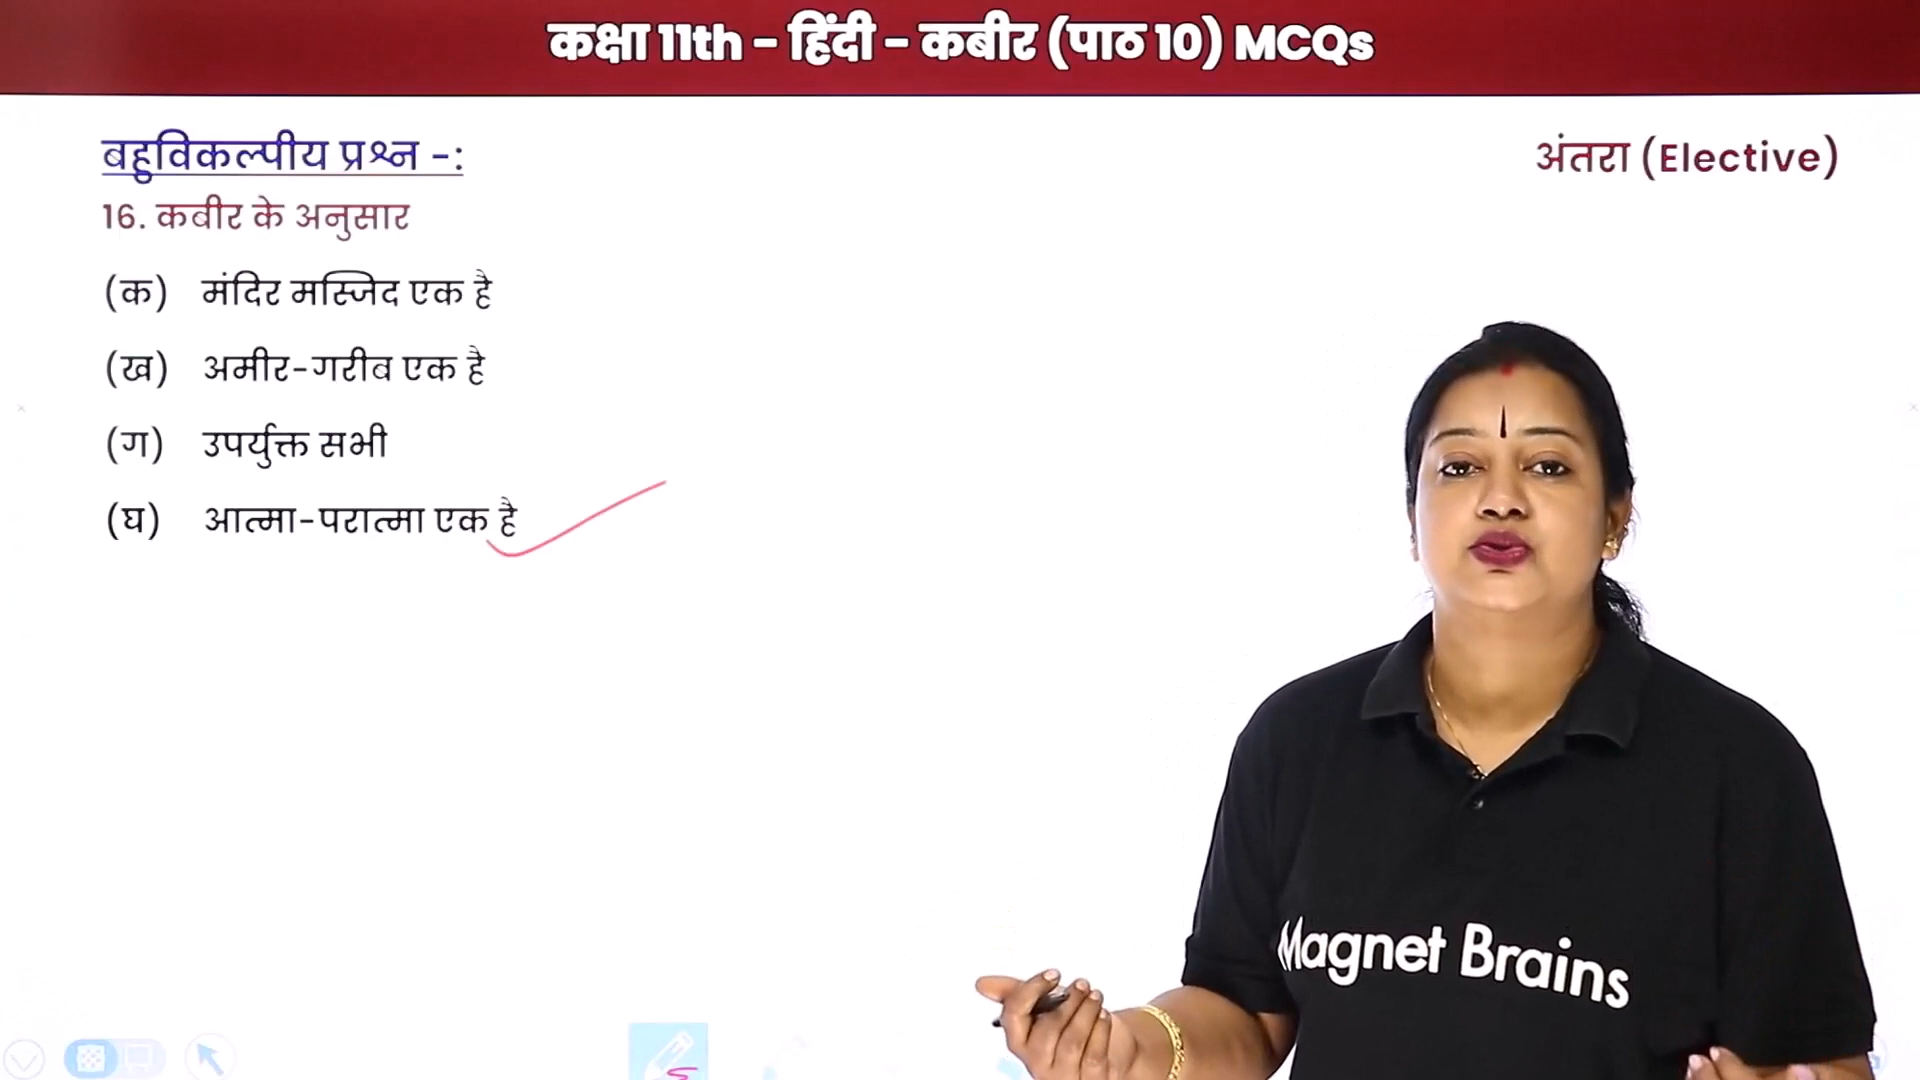 कक्षा 11th - हिंदी - कबीर (पाठ 10) MCQs
बहुविकल्पीय प्रश्न -:
अंतरा (Elective)
16. कबीर के अनुसार
(क) मंदिर मस्जिद एक है
(ख) अमीर-गरीब एक है
(ग) उपर्युक्त सभी
(घ) आत्मा-परात्मा एक है
Magnet Brains